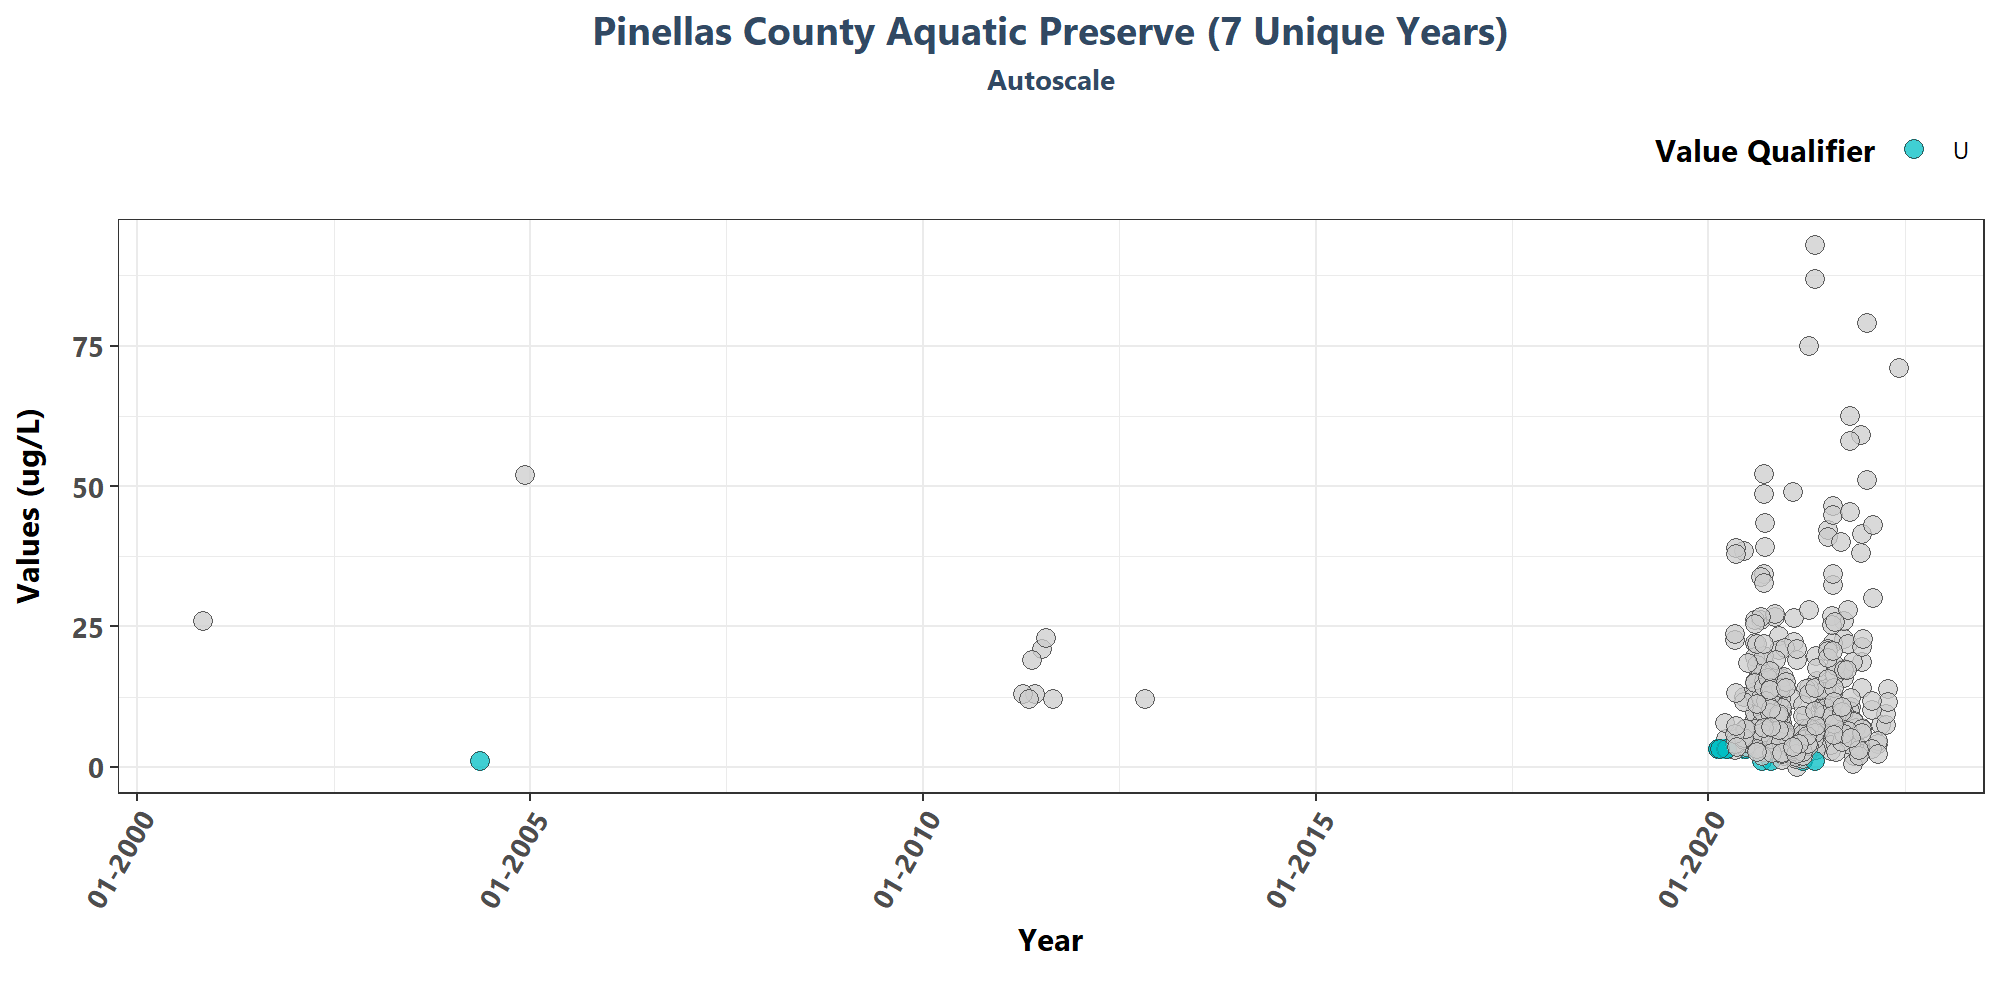 Pinellas County Aquatic Preserve (7 Unique Years)
Autoscale
Value Qualifier U
Values (ug/L)
75
50
25
0
01-2000 01-2005 01-2010 01-2015 01-2020
Year